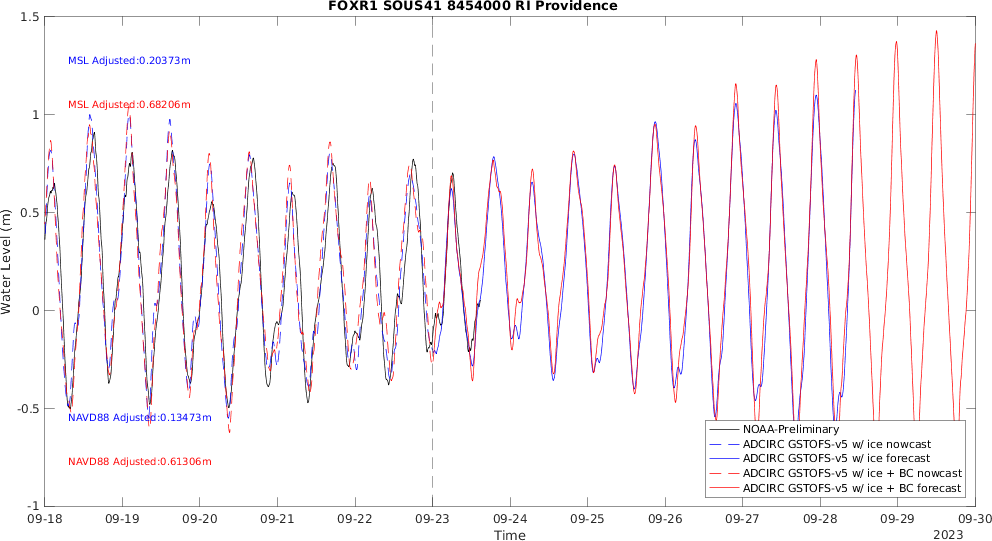 FOXR1 SOUS41 8454000 RI Providence
1.5
1
0.5
0
-0.5
-1
Water Level (m)
MSL Adjusted:0.20373m
MSL Adjusted:0.68206m
NAVD88 Adjusted:0.13473m
NAVD88 Adjusted:0.61306m
NOAA-Preliminary
ADCIRC GSTOFS-v5 w/ ice nowcast
ADCIRC GSTOFS-v5 w/ ice forecast
ADCIRC GSTOFS-v5 w/ ice + BC nowcast
ADCIRC GSTOFS-v5 w/ ice + BC forecast
09-18 09-19 09-20 09-21 09-22 09-23 09-24 09-25 09-26 09-27 09-28 09-29 09-30
Time
2023